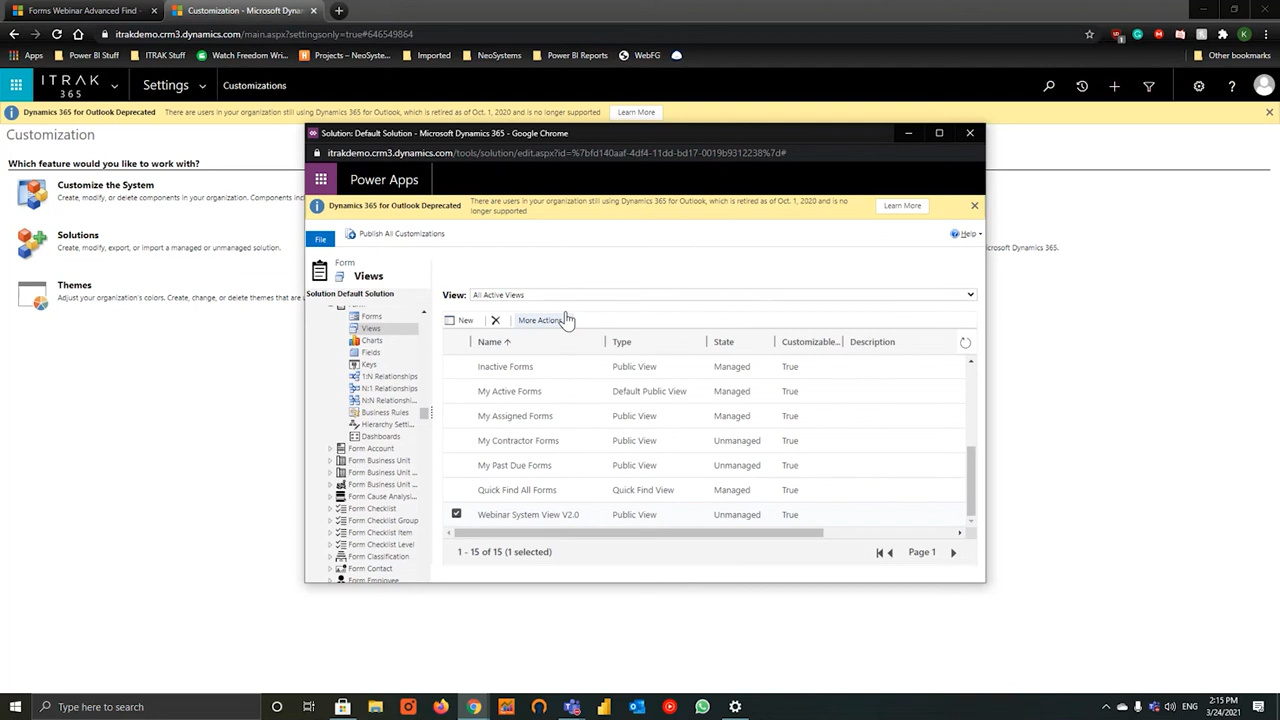 Forms Webinar Advanced Find -
Customization - Microsoft Dynam
itrakdemo.crm3.dynamics.com/main.aspx?settingsonly=true#646549864
Apps
Power BI Stuff
ITRAK Stuff
Watch Freedom Wri...
Projects – NeoSyste...
Imported
NeoSystems
Power BI Reports
WebFG
Other bookmarks
ITRAK 365
Settings
Customizations
Dynamics 365 for Outlook Deprecated There are users in your organization still using Dynamics 365 for Outlook, which is retired as of Oct. 1, 2020 and is no longer supported
Learn More
Customization
Which feature would you like to work with?
Customize the System
Create, modify, or delete components in your organization. Components inc
Solutions
Create, modify, export, or import a managed or unmanaged solution.
icrosoft Dynamics 365.
Themes
Adjust your organization's colors. Create, change, or delete themes that are
Solution: Default Solution - Microsoft Dynamics 365 - Google Chrome
itrakdemo.crm3.dynamics.com/tools/solution/edit.aspx?id=%7bfd140aaf-4df4-11dd-bd17-0019b9312238%7d#
Power Apps
Dynamics 365 for Outlook Deprecated
There are users in your organization still using Dynamics 365 for Outlook, which is retired as of Oct. 1, 2020 and is no
longer supported
Learn More
File
Publish All Customizations
Help
Form
Views
Solution Default Solution
View: All Active Views
New
More Actions
Name
Type
State
Customizable...
Description
Inactive Forms Public View Managed True
My Active Forms Default Public View Managed True
My Assigned Forms Public View Managed True
My Contractor Forms Public View Unmanaged True
My Past Due Forms Public View Unmanaged True
Quick Find All Forms Quick Find View Managed True
Webinar System View V2.0 Public View Unmanaged True
1 - 15 of 15 (1 selected)
Page 1
Forms
Views
Charts
Fields
Keys
1:N Relationships
N:1 Relationships
N:N Relationshi...
Business Rules
Hierarchy Setti...
Dashboards
Form Account
Form Business Unit
Form Business Unit ...
Form Business Unit ...
Form Cause Analysi...
Form Checklist
Form Checklist Group
Form Checklist Item
Form Checklist Level
Form Classification
Form Contact
Form Employee
Type here to search
ENG
2:15 PM
3/24/2021